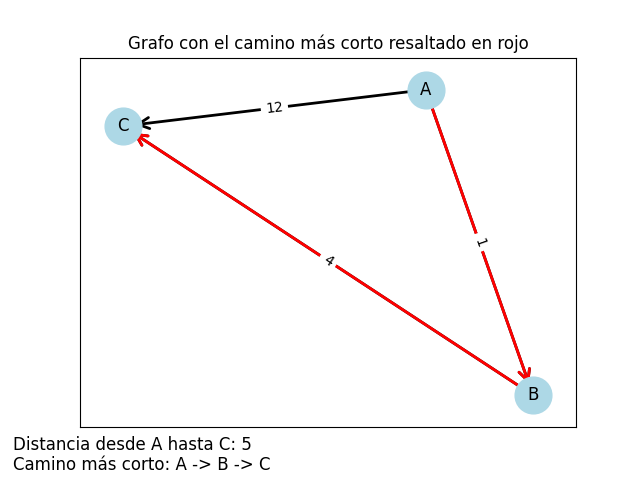 Grafo con el camino más corto resaltado en rojo
A
12
C
1
4
B
Distancia desde A hasta C: 5
Camino más corto: A -> B -> C